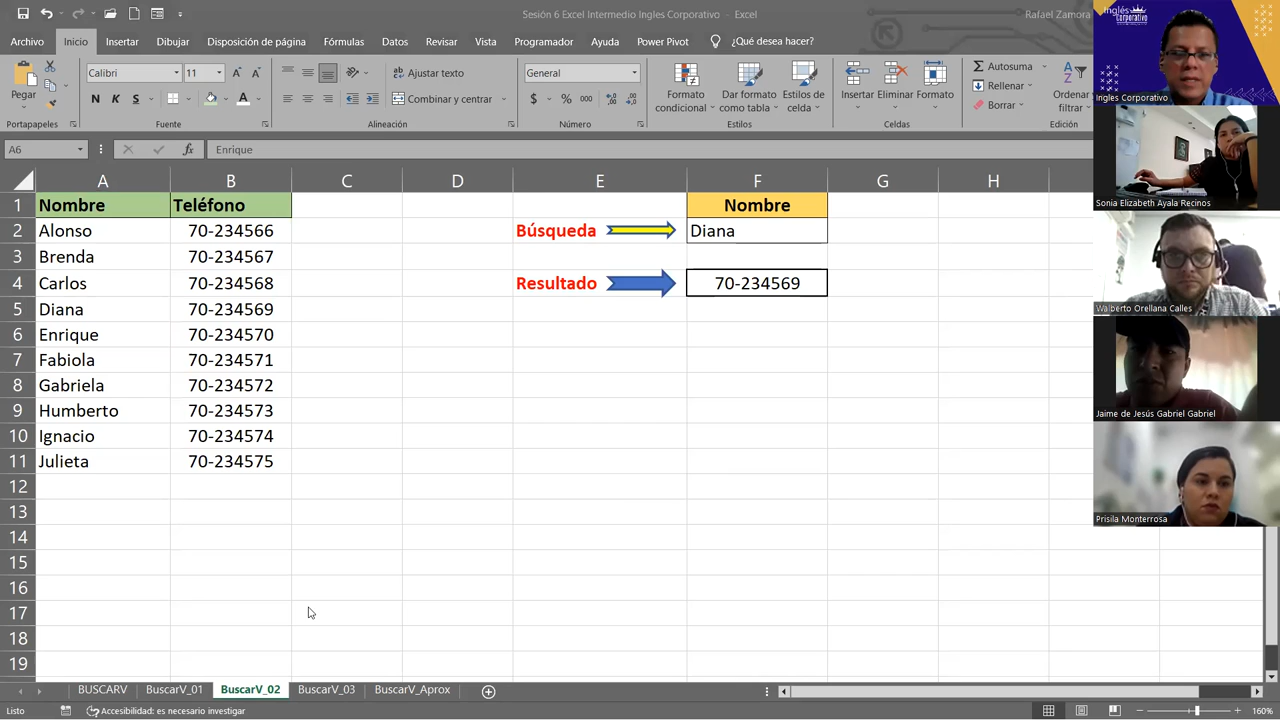 Sesión 6 Excel Intermedio Ingles Corporativo - Excel
Rafael Zamora
Archivo Inicio Insertar Dibujar Disposición de página Fórmulas Datos Revisar Vista Programador Ayuda Power Pivot ¿Qué desea hacer?
Pegar
Calibri 11
N K S
Ajustar texto
Combinar y centrar
General
$ % 000
Formato condicional
Dar formato como tabla
Estilos de celda
Insertar Eliminar Formato
Autosuma
Rellenar
Borrar
Ordenar filtrar
Portapapeles Fuente Alineación Número Estilos Celdas Edición
A6 fx Enrique
A B C D E F G H
1 Nombre Teléfono Nombre
2 Alonso 70-234566 Búsqueda Diana
3 Brenda 70-234567
4 Carlos 70-234568 Resultado 70-234569
5 Diana 70-234569
6 Enrique 70-234570
7 Fabiola 70-234571
8 Gabriela 70-234572
9 Humberto 70-234573
10 Ignacio 70-234574
11 Julieta 70-234575
12
13
14
15
16
17
18
19
BUSCARV BuscarV_01 BuscarV_02 BuscarV_03 BuscarV_Aprox
Listo Accesibilidad: es necesario investigar 160%
Inglés Corporativo
Ingles Corporativo
Sonia Elizabeth Ayala Recinos
Walberto Orellana Calles
Jaime de Jesús Gabriel Gabriel
Prisila Monterrosa